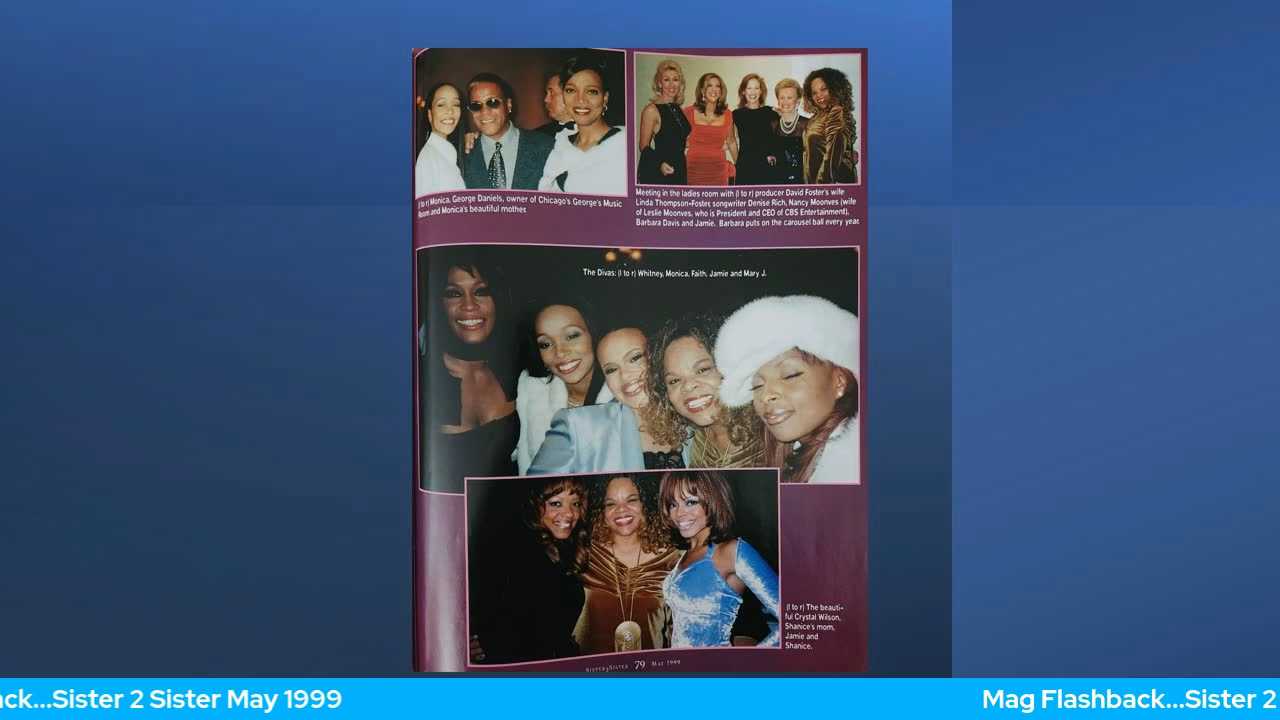 (l to r) Monica, George Daniels, owner of Chicago's George's Music
Room and Monica's beautiful mother.
Meeting in the ladies room with (l to r) producer David Foster's wife
Linda Thompson-Foster, songwriter Denise Rich, Nancy Moonves (wife
of Leslie Moonves, who is President and CEO of CBS Entertainment),
Barbara Davis and Jamie. Barbara puts on the carousel ball every year.
The Divas: (l to r) Whitney, Monica, Faith, Jamie and Mary J.
(l to r) The beauti-
ful Crystal Wilson,
Shanice's mom,
Jamie and
Shanice.
SISTER2SISTER 79 MAY 1999
ack...Sister 2 Sister May 1999
Mag Flashback...Sister 2